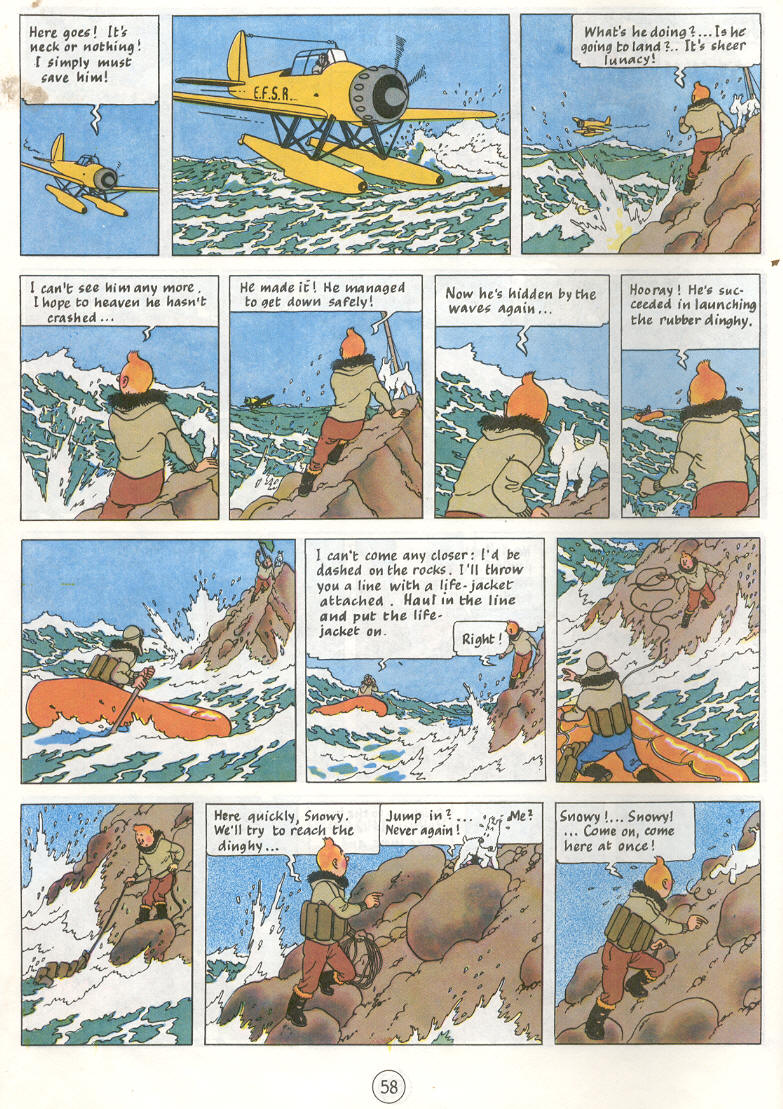 Here goes! It's
neck or nothing!
I simply must
save him!
E.F.S.R.
What's he doing?...Is he
going to land?.. It's sheer
lunacy!
I can't see him any more.
I hope to heaven he hasn't
crashed...
He made it! He managed
to get down safely!
Now he's hidden by the
waves again...
Hooray! He's suc-
ceeded in launching
the rubber dinghy.
I can't come any closer: I'd be
dashed on the rocks. I'll throw
you a line with a life-jacket
attached. Haul in the line
and put the life-
jacket on.
Right!
Here quickly, Snowy.
We'll try to reach the
dinghy...
Jump in?... Me?
Never again!
Snowy!... Snowy!
... Come on, come
here at once!
58